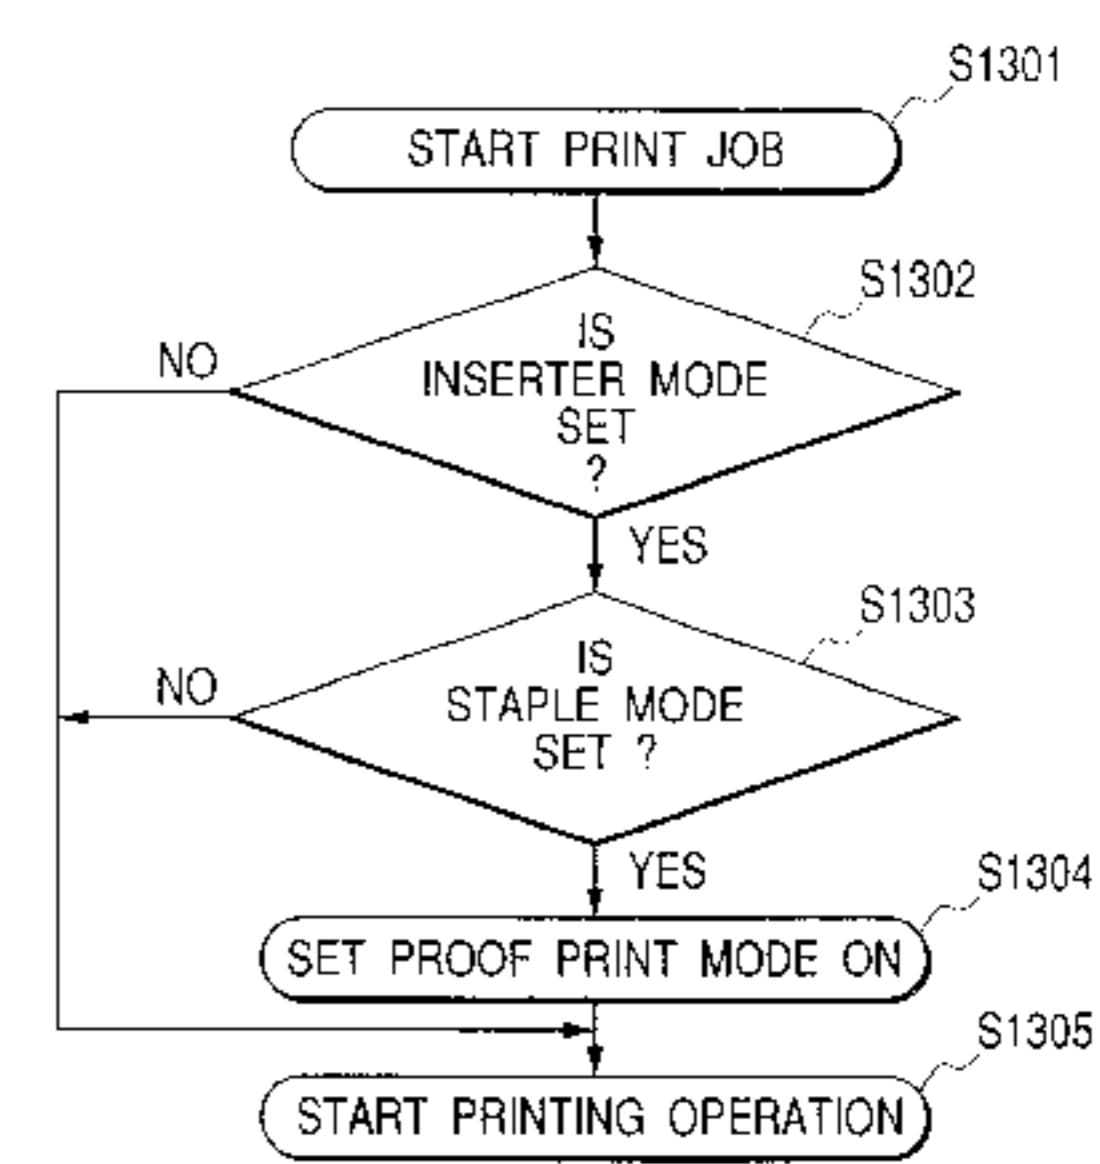 S1301
START PRINT JOB
S1302
IS
INSERTER MODE
SET
?
NO
YES
S1303
IS
STAPLE MODE
SET ?
NO
YES
S1304
SET PROOF PRINT MODE ON
S1305
START PRINTING OPERATION